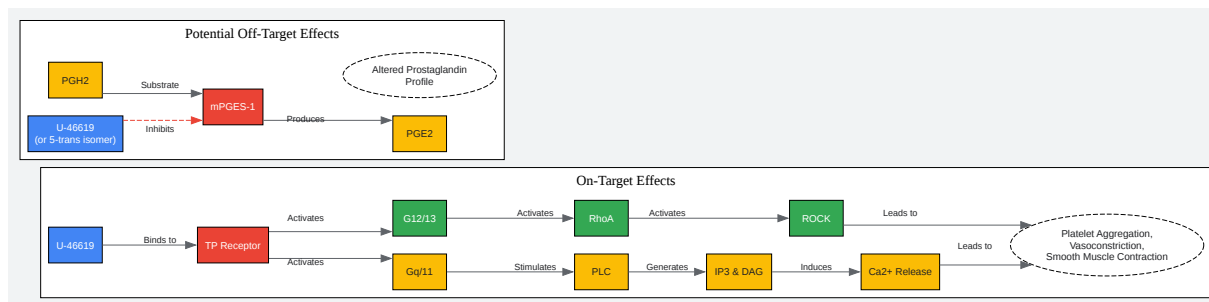 Potential Off-Target Effects
PGH2
Substrate
mPGES-1
Altered Prostaglandin
Profile
U-46619
(or 5-trans isomer)
Inhibits
Produces
PGE2
On-Target Effects
U-46619
Binds to
TP Receptor
Activates
G12/13
Activates
RhoA
Activates
ROCK
Leads to
Activates
Gq/11
Stimulates
PLC
Generates
IP3 & DAG
Induces
Ca2+ Release
Leads to
Platelet Aggregation,
Vasoconstriction,
Smooth Muscle Contraction